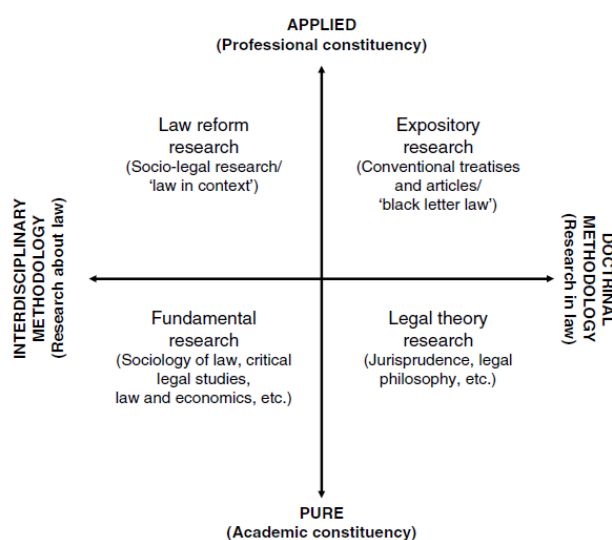 APPLIED
(Professional constituency)
Law reform
research
(Socio-legal research/
'law in context')
Expository
research
(Conventional treatises
and articles/
'black letter law')
INTERDISCIPLINARY
METHODOLOGY
(Research about law)
DOCTRINAL
METHODOLOGY
(Research in law)
Fundamental
research
(Sociology of law, critical
legal studies,
law and economics, etc.)
Legal theory
research
(Jurisprudence, legal
philosophy, etc.)
PURE
(Academic constituency)